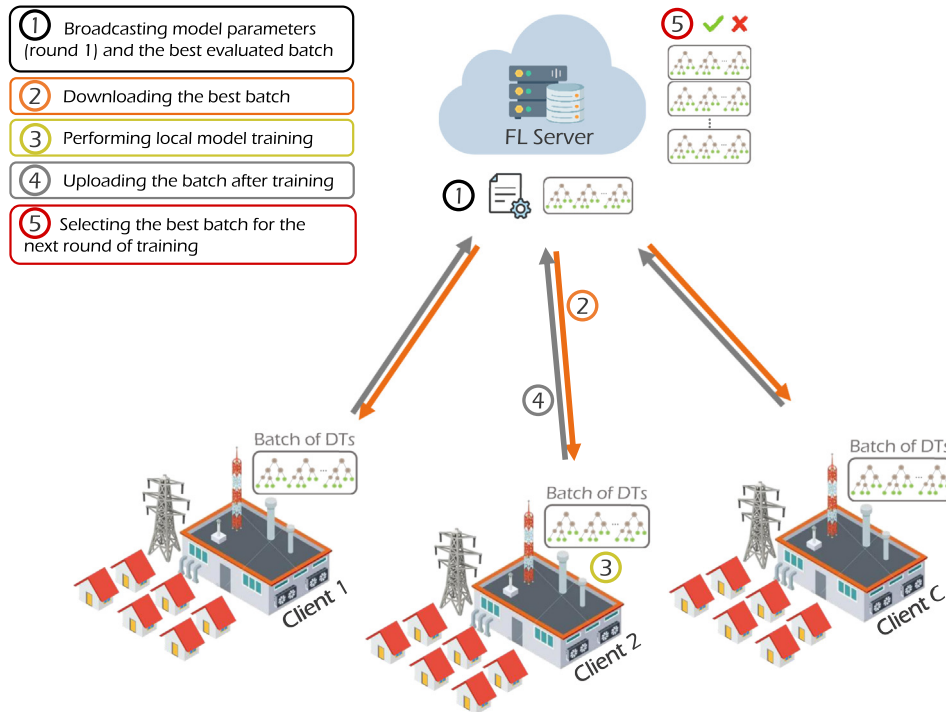 1 Broadcasting model parameters
(round 1) and the best evaluated batch
2 Downloading the best batch
3 Performing local model training
4 Uploading the batch after training
5 Selecting the best batch for the
next round of training
5
FL Server
...
...
...
1
...
2
4
Batch of DTs
...
Client 1
Batch of DTs
...
3
Client 2
Batch of DTs
...
Client C